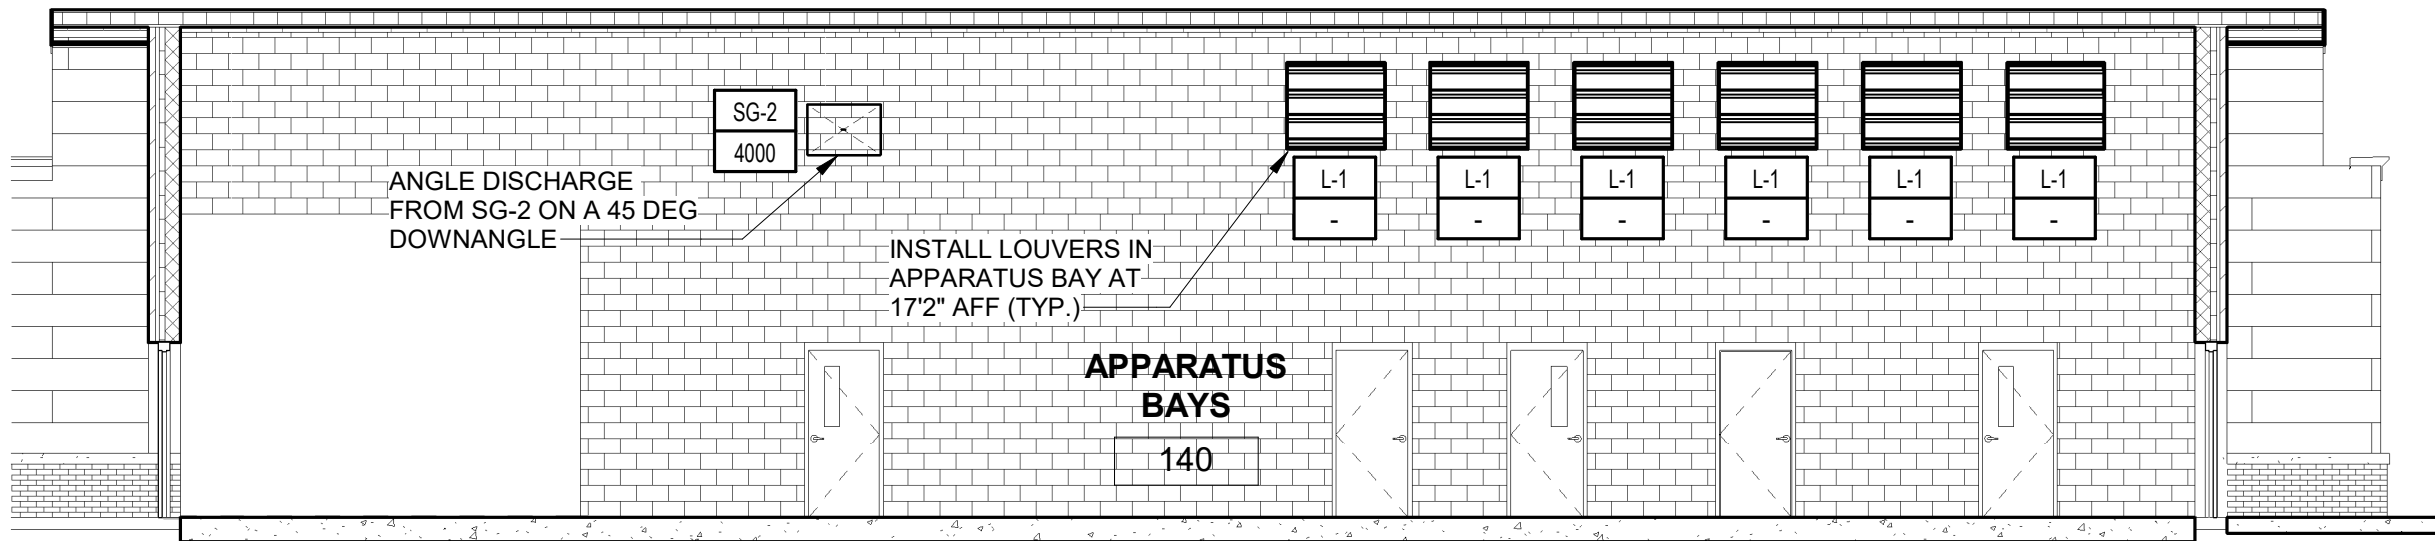 SG-2
4000
ANGLE DISCHARGE
FROM SG-2 ON A 45 DEG
DOWNANGLE
INSTALL LOUVERS IN
APPARATUS BAY AT
17'2" AFF (TYP.)
L-1
-
L-1
-
L-1
-
L-1
-
L-1
-
L-1
-
APPARATUS
BAYS
140